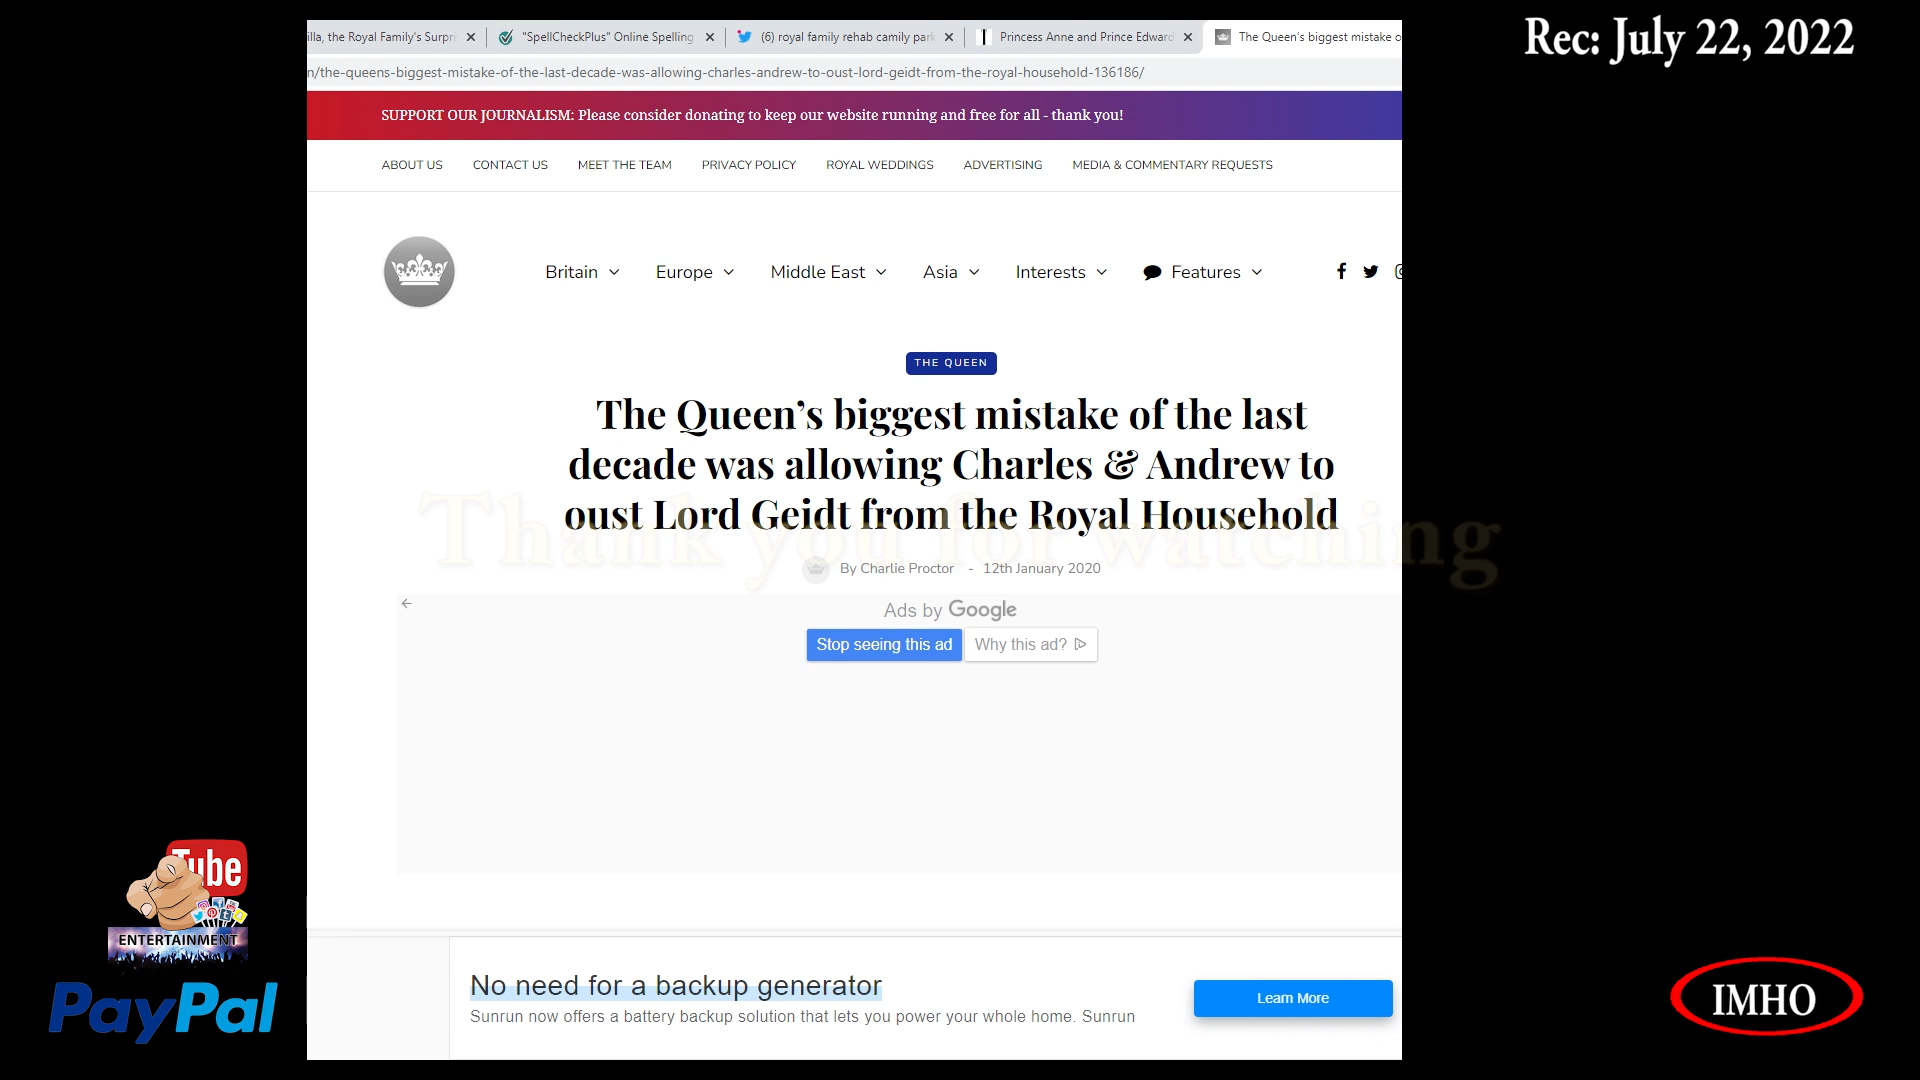 Rec: July 22, 2022
illa, the Royal Family's Surpr
"SpellCheckPlus" Online Spelling
(6) royal family rehab camily park
Princess Anne and Prince Edward
The Queen's biggest mistake o
n/the-queens-biggest-mistake-of-the-last-decade-was-allowing-charles-andrew-to-oust-lord-geidt-from-the-royal-household-136186/
SUPPORT OUR JOURNALISM: Please consider donating to keep our website running and free for all - thank you!
ABOUT US CONTACT US MEET THE TEAM PRIVACY POLICY ROYAL WEDDINGS ADVERTISING MEDIA & COMMENTARY REQUESTS
Britain Europe Middle East Asia Interests Features
THE QUEEN
The Queen's biggest mistake of the last
decade was allowing Charles & Andrew to
oust Lord Geidt from the Royal Household
Thank you for watching
By Charlie Proctor - 12th January 2020
Ads by Google
Stop seeing this ad Why this ad?
Tube
ENTERTAINMENT
PayPal
No need for a backup generator
Sunrun now offers a battery backup solution that lets you power your whole home. Sunrun
Learn More
IMHO